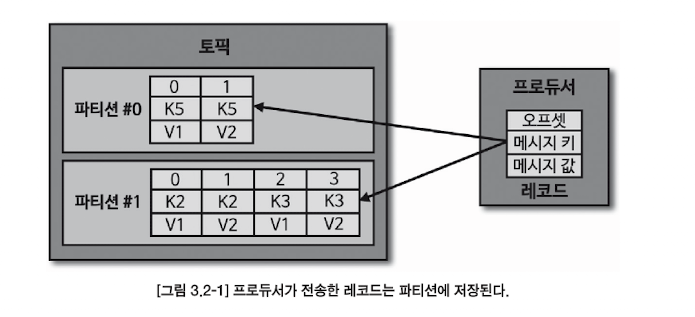 토픽
파티션 #0
0 1
K5 K5
V1 V2
파티션 #1
0 1 2 3
K2 K2 K3 K3
V1 V2 V1 V2
프로듀서
오프셋
메시지 키
메시지 값
레코드
[그림 3.2-1] 프로듀서가 전송한 레코드는 파티션에 저장된다.